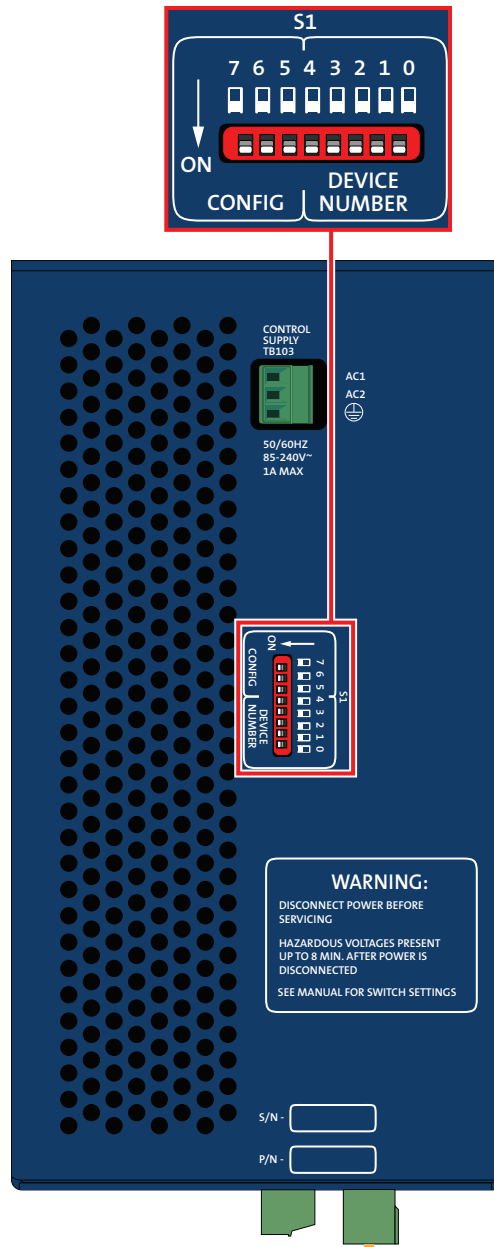 S1
7 6 5 4 3 2 1 0
ON
CONFIG
DEVICE
NUMBER
CONTROL
SUPPLY
TB103
AC1
AC2
50/60HZ
85-240V~
1A MAX
S1
7 6 5 4 3 2 1 0
ON
CONFIG
DEVICE
NUMBER
WARNING:
DISCONNECT POWER BEFORE
SERVICING
HAZARDOUS VOLTAGES PRESENT
UP TO 8 MIN. AFTER POWER IS
DISCONNECTED
SEE MANUAL FOR SWITCH SETTINGS
S/N -
P/N -